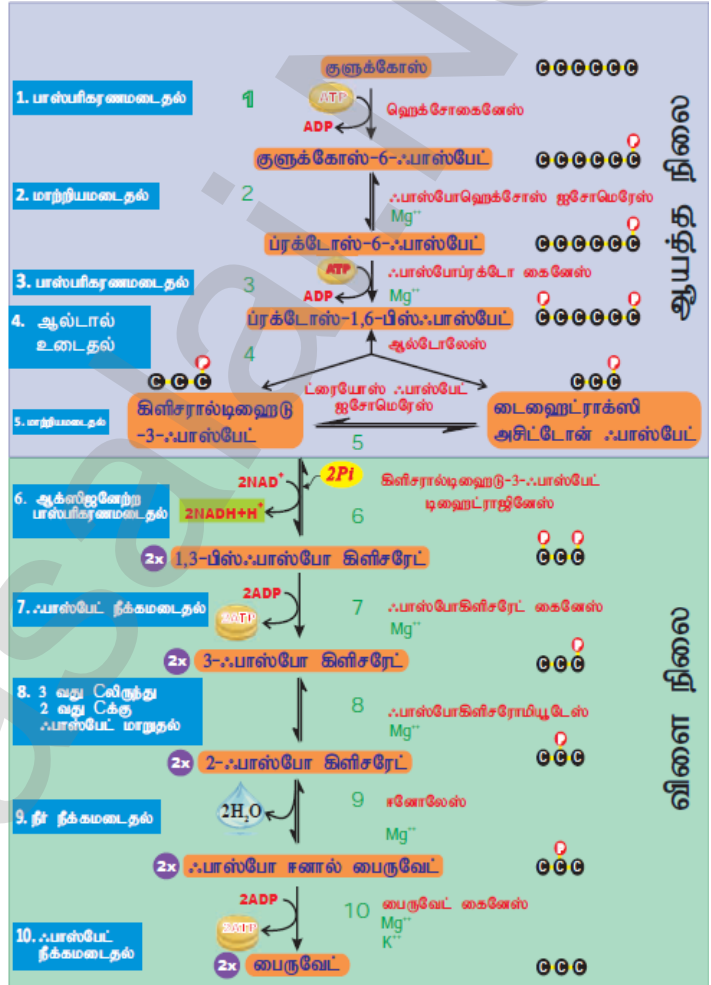 குளுக்கோஸ்
C C C C C C
1. பாஸ்பரிகரணமடைதல்
1
ATP
ADP
ஹெக்சோகைனேஸ்
குளுக்கோஸ்-6-ஃபாஸ்பேட்
P
C C C C C C
2. மாற்றியமடைதல்
2
ஃபாஸ்போஹெக்சோஸ் ஐசோமெரேஸ்
Mg++
ப்ரக்டோஸ்-6-ஃபாஸ்பேட்
P
C C C C C C
3. பாஸ்பரிகரணமடைதல்
3
ATP
ADP
ஃபாஸ்போப்ரக்டோ கைனேஸ்
Mg++
ப்ரக்டோஸ்-1,6-பிஸ்ஃபாஸ்பேட்
P P
C C C C C C
4. ஆல்டால்
உடைதல்
4
ஆல்டோலேஸ்
P
C C C
P
C C C
கிளிசரால்டிஹைடு
-3-ஃபாஸ்பேட்
ட்ரையோஸ் ஃபாஸ்பேட்
ஐசோமெரேஸ்
டைஹைட்ராக்ஸி
அசிட்டோன் ஃபாஸ்பேட்
5. மாற்றியமடைதல்
5
ஆயத்த நிலை
6. ஆக்ஸிஜனேற்ற
பாஸ்பரிகரணமடைதல்
2NAD+
2Pi
2NADH+H+
6
கிளிசரால்டிஹைடு-3-ஃபாஸ்பேட்
டிஹைட்ராஜினேஸ்
2x 1,3-பிஸ்ஃபாஸ்போ கிளிசரேட்
P P
C C C
7. ஃபாஸ்பேட் நீக்கமடைதல்
2ADP
2ATP
7
ஃபாஸ்போகிளிசரேட் கைனேஸ்
Mg++
2x 3-ஃபாஸ்போ கிளிசரேட்
P
C C C
8. 3 வது Cலிருந்து
2 வது Cக்கு
ஃபாஸ்பேட் மாறுதல்
8
ஃபாஸ்போகிளிசரோமியூடேஸ்
Mg++
2x 2-ஃபாஸ்போ கிளிசரேட்
P
C C C
9. நீர் நீக்கமடைதல்
2H2O
9
ஈனோலேஸ்
Mg++
2x ஃபாஸ்போ ஈனால் பைருவேட்
P
C C C
10. ஃபாஸ்பேட்
நீக்கமடைதல்
2ADP
2ATP
10
பைருவேட் கைனேஸ்
Mg++
K++
2x பைருவேட்
C C C
விளை நிலை